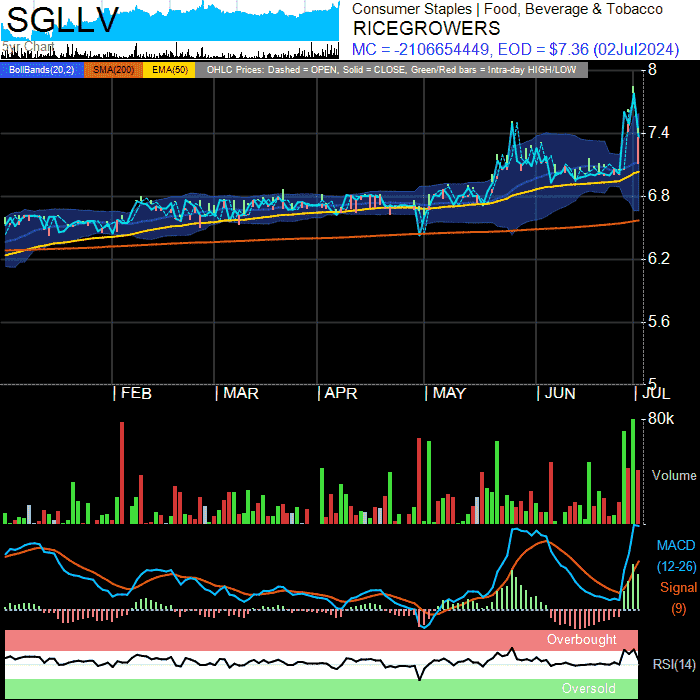 SGLLV
5yr Chart
Consumer Staples | Food, Beverage & Tobacco
RICEGROWERS
MC = -2106654449, EOD = $7.36 (02Jul2024)
BollBands(20,2) SMA(200) EMA(50) OHLC Prices: Dashed = OPEN, Solid = CLOSE, Green/Red bars = Intra-day HIGH/LOW
8
7.4
6.8
6.2
5.6
5
FEB MAR APR MAY JUN JUL
80k
Volume
MACD
(12-26)
Signal
(9)
Overbought
RSI(14)
Oversold